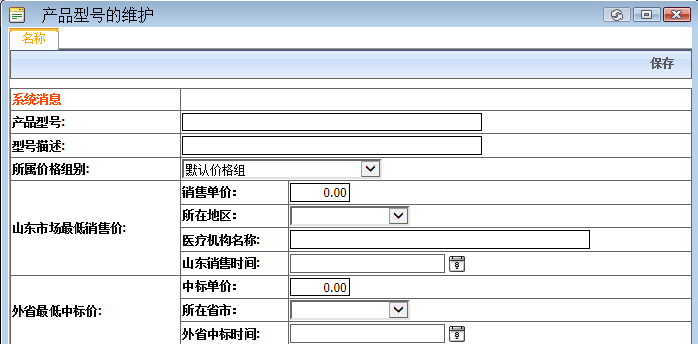 产品型号的维护
名称
保存
系统消息
产品型号:
型号描述:
所属价格组别: 默认价格组
山东市场最低销售价:
销售单价: 0.00
所在地区:
医疗机构名称:
山东销售时间:
外省最低中标价:
中标单价: 0.00
所在省市:
外省中标时间: